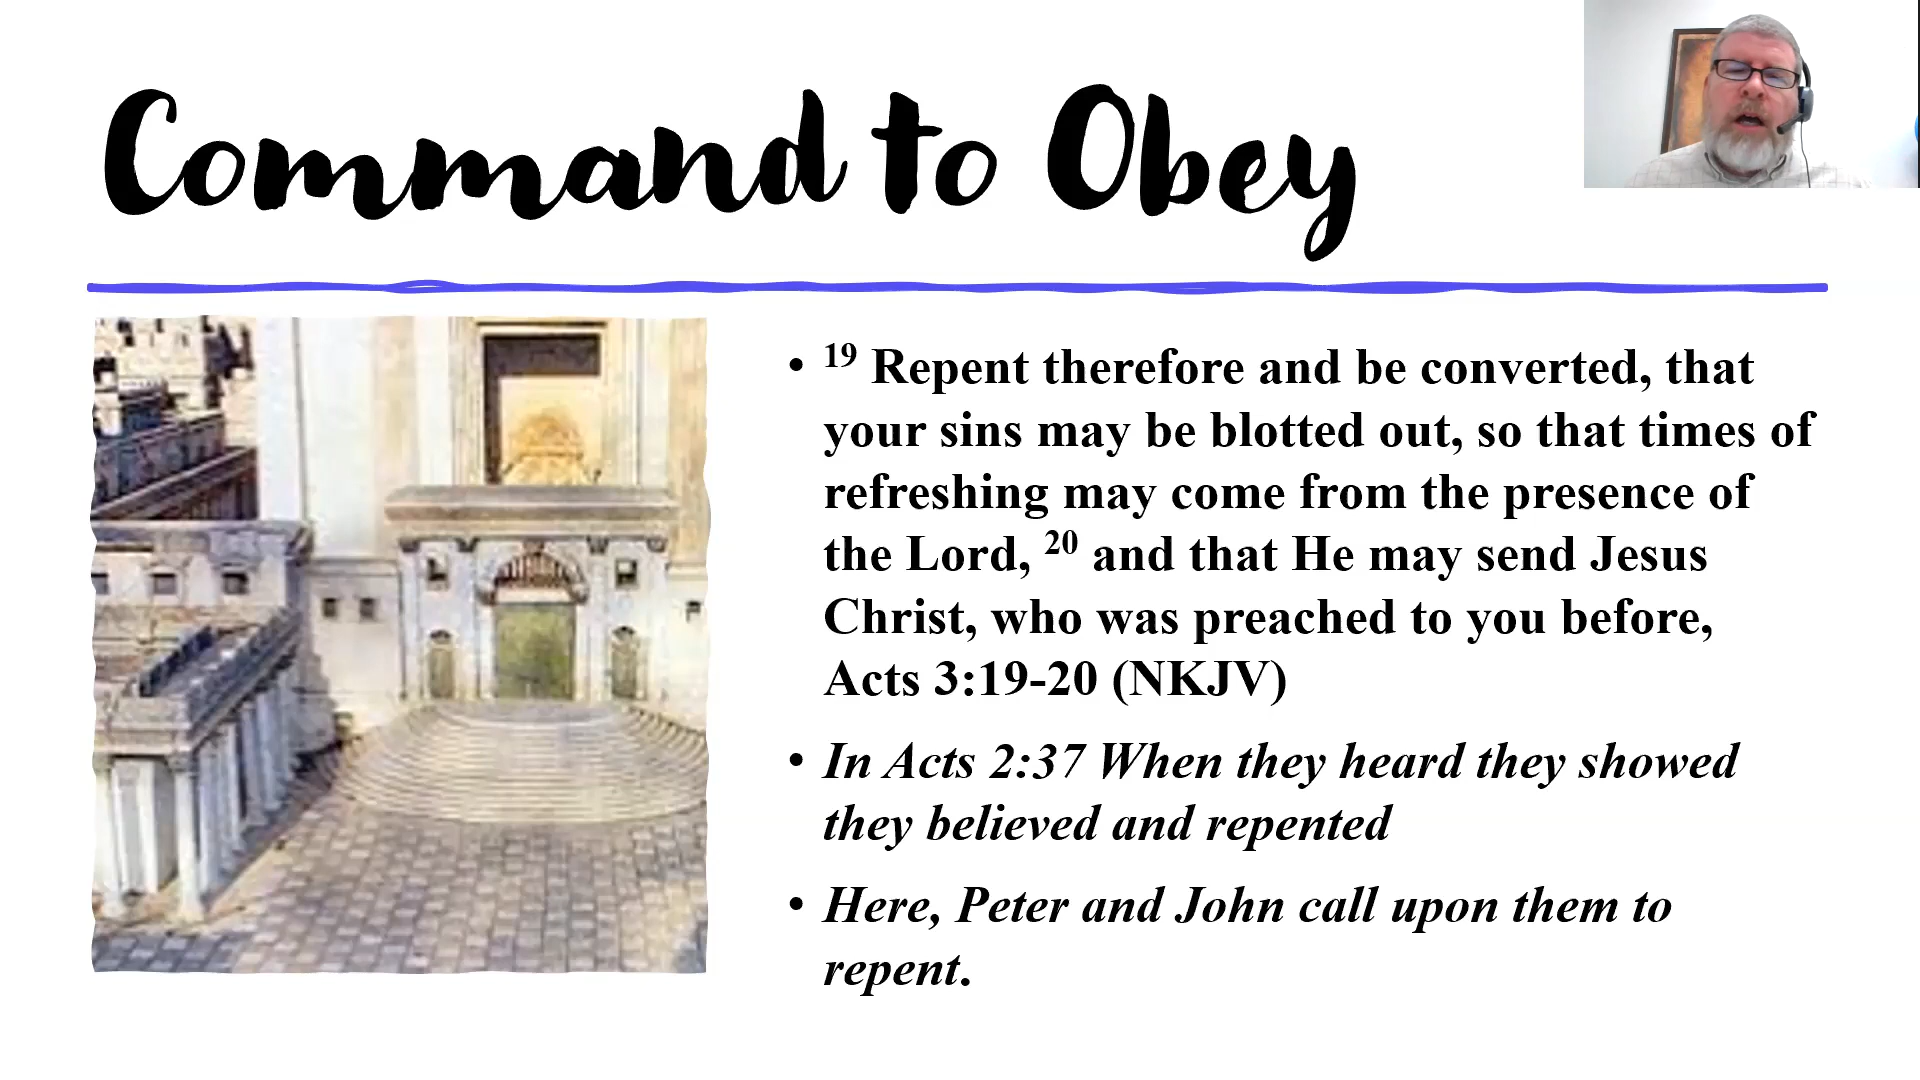 Command to Obey
• ¹⁹ Repent therefore and be converted, that
your sins may be blotted out, so that times of
refreshing may come from the presence of
the Lord, ²⁰ and that He may send Jesus
Christ, who was preached to you before,
Acts 3:19-20 (NKJV)
• In Acts 2:37 When they heard they showed
they believed and repented
• Here, Peter and John call upon them to
repent.